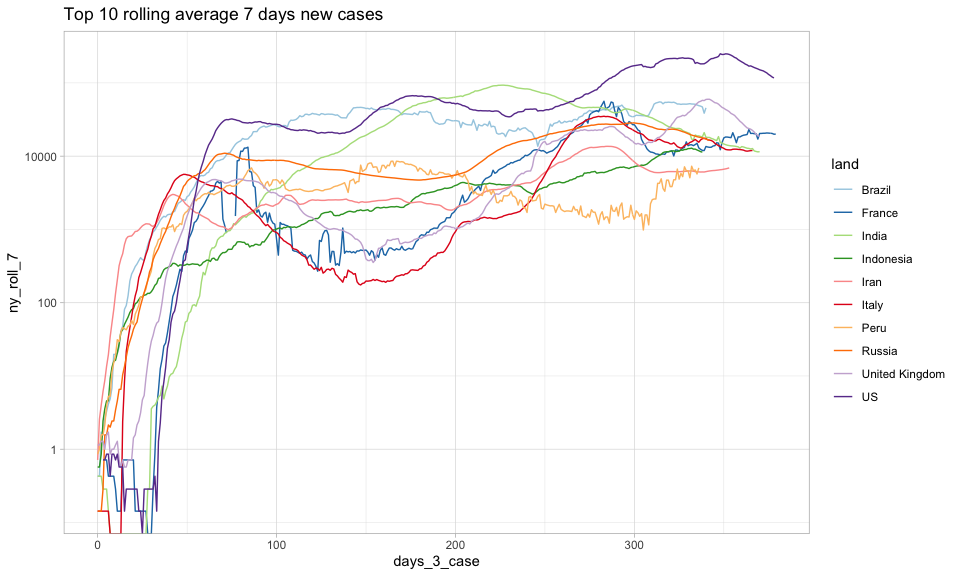 Top 10 rolling average 7 days new cases
ny_roll_7
10000
100
1
0
100
200
300
days_3_case
land
Brazil
France
India
Indonesia
Iran
Italy
Peru
Russia
United Kingdom
US